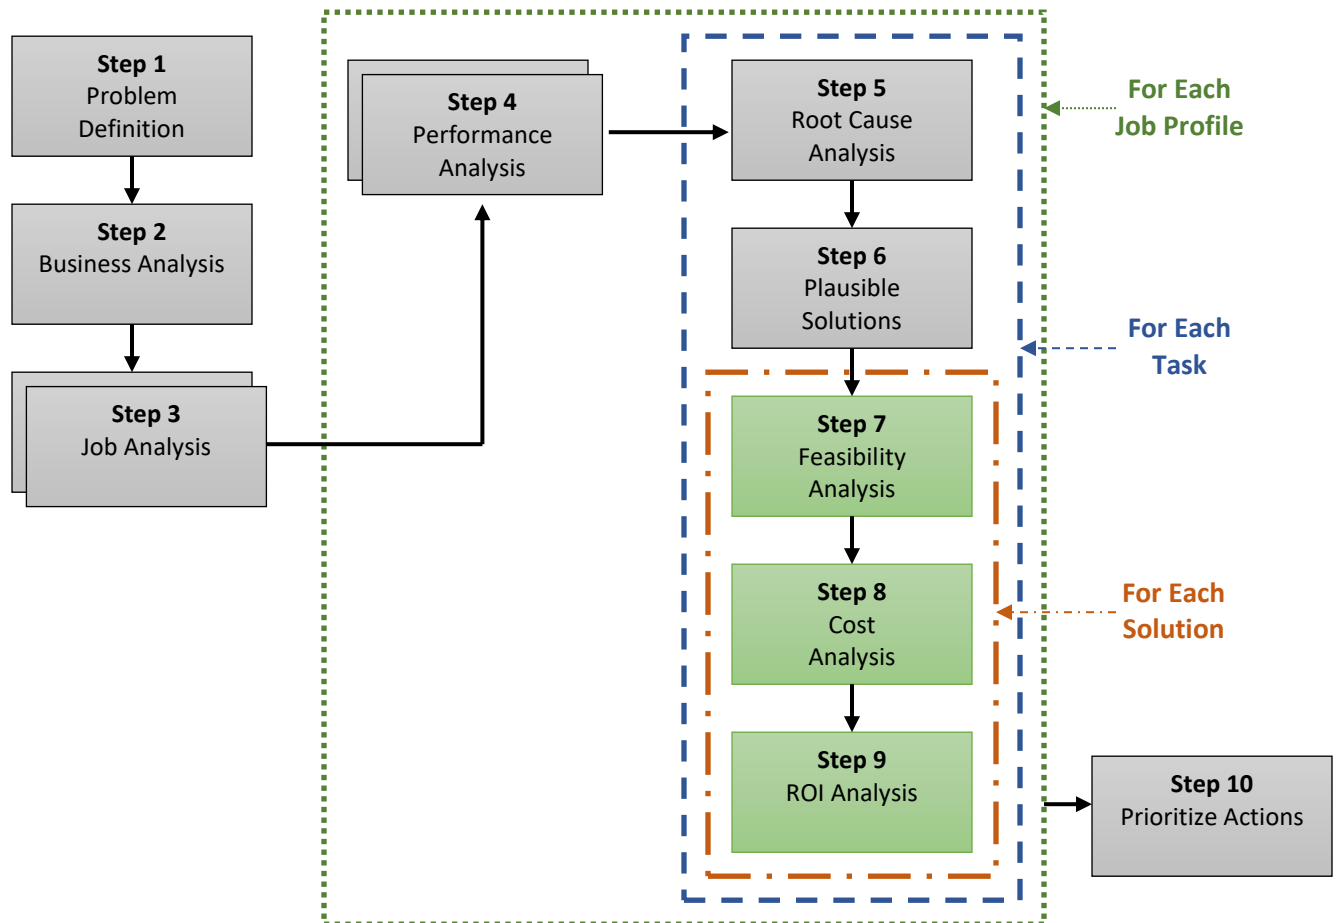 Step 1
Problem
Definition
Step 2
Business Analysis
Step 3
Job Analysis
Step 4
Performance
Analysis
Step 5
Root Cause
Analysis
Step 6
Plausible
Solutions
Step 7
Feasibility
Analysis
Step 8
Cost
Analysis
Step 9
ROI Analysis
Step 10
Prioritize Actions
For Each
Job Profile
For Each
Task
For Each
Solution